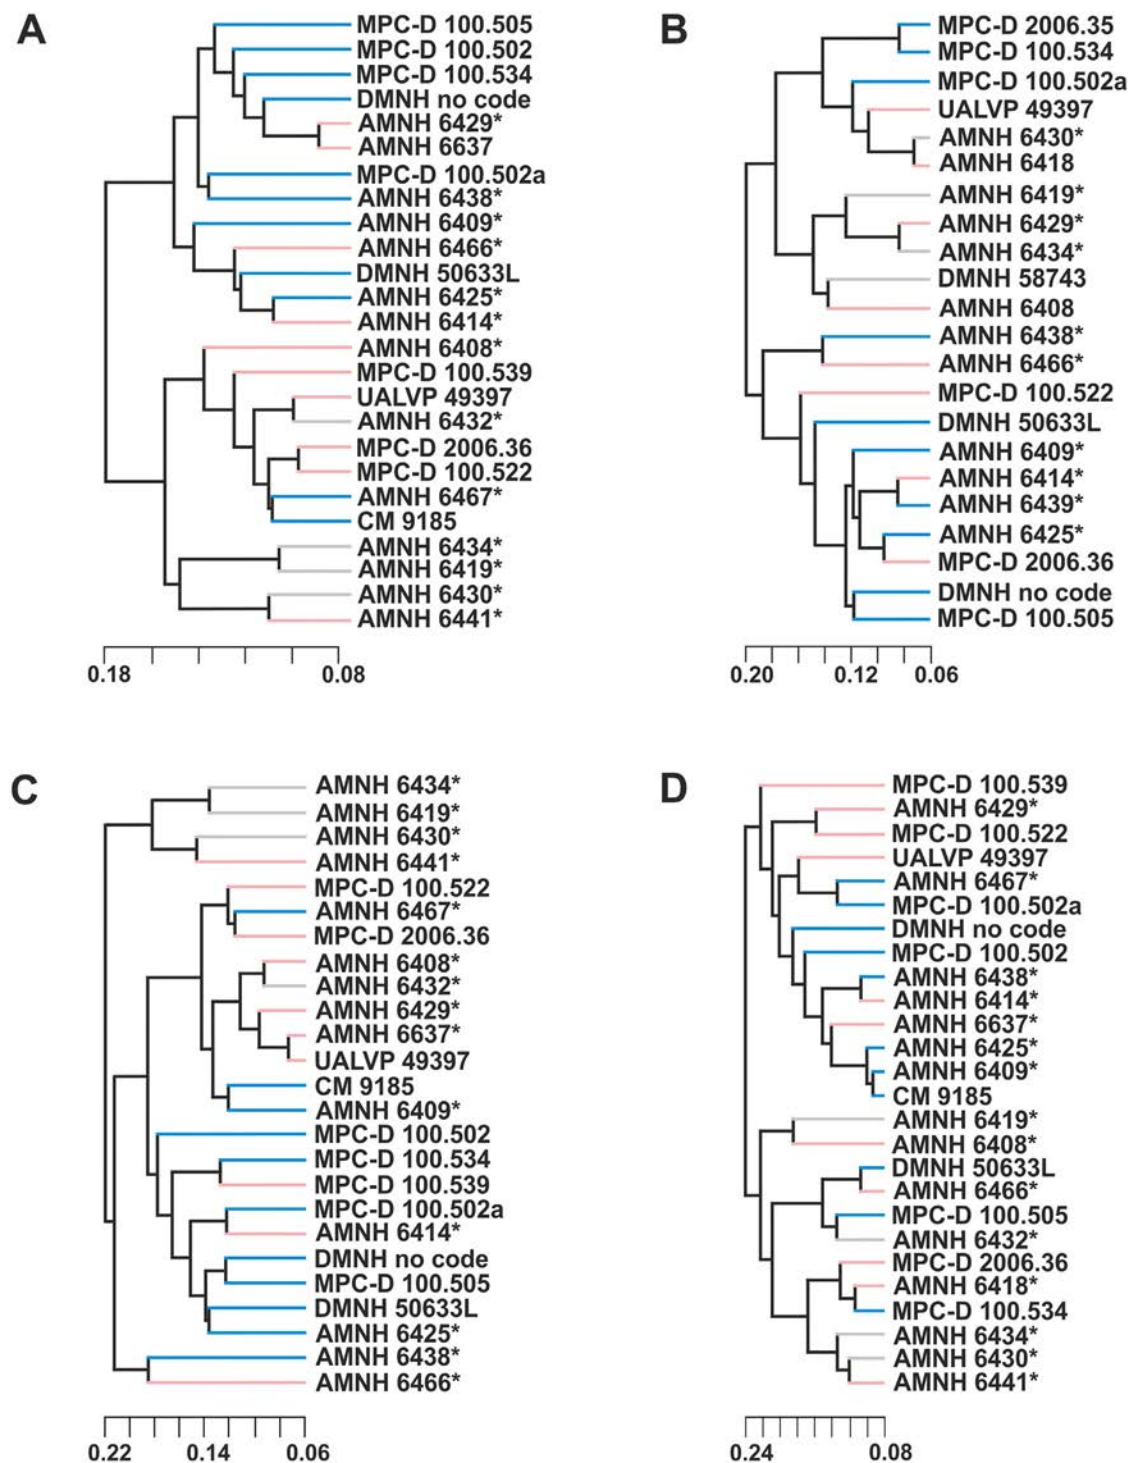 A
MPC-D 100.505
MPC-D 100.502
MPC-D 100.534
DMNH no code
AMNH 6429*
AMNH 6637
MPC-D 100.502a
AMNH 6438*
AMNH 6409*
AMNH 6466*
DMNH 50633L
AMNH 6425*
AMNH 6414*
AMNH 6408*
MPC-D 100.539
UALVP 49397
AMNH 6432*
MPC-D 2006.36
MPC-D 100.522
AMNH 6467*
CM 9185
AMNH 6434*
AMNH 6419*
AMNH 6430*
AMNH 6441*
0.18 0.08
B
MPC-D 2006.35
MPC-D 100.534
MPC-D 100.502a
UALVP 49397
AMNH 6430*
AMNH 6418
AMNH 6419*
AMNH 6429*
AMNH 6434*
DMNH 58743
AMNH 6408
AMNH 6438*
AMNH 6466*
MPC-D 100.522
DMNH 50633L
AMNH 6409*
AMNH 6414*
AMNH 6439*
AMNH 6425*
MPC-D 2006.36
DMNH no code
MPC-D 100.505
0.20 0.12 0.06
C
AMNH 6434*
AMNH 6419*
AMNH 6430*
AMNH 6441*
MPC-D 100.522
AMNH 6467*
MPC-D 2006.36
AMNH 6408*
AMNH 6432*
AMNH 6429*
AMNH 6637*
UALVP 49397
CM 9185
AMNH 6409*
MPC-D 100.502
MPC-D 100.534
MPC-D 100.539
MPC-D 100.502a
AMNH 6414*
DMNH no code
MPC-D 100.505
DMNH 50633L
AMNH 6425*
AMNH 6438*
AMNH 6466*
0.22 0.14 0.06
D
MPC-D 100.539
AMNH 6429*
MPC-D 100.522
UALVP 49397
AMNH 6467*
MPC-D 100.502a
DMNH no code
MPC-D 100.502
AMNH 6438*
AMNH 6414*
AMNH 6637*
AMNH 6425*
AMNH 6409*
CM 9185
AMNH 6419*
AMNH 6408*
DMNH 50633L
AMNH 6466*
MPC-D 100.505
AMNH 6432*
MPC-D 2006.36
AMNH 6418*
MPC-D 100.534
AMNH 6434*
AMNH 6430*
AMNH 6441*
0.24 0.08